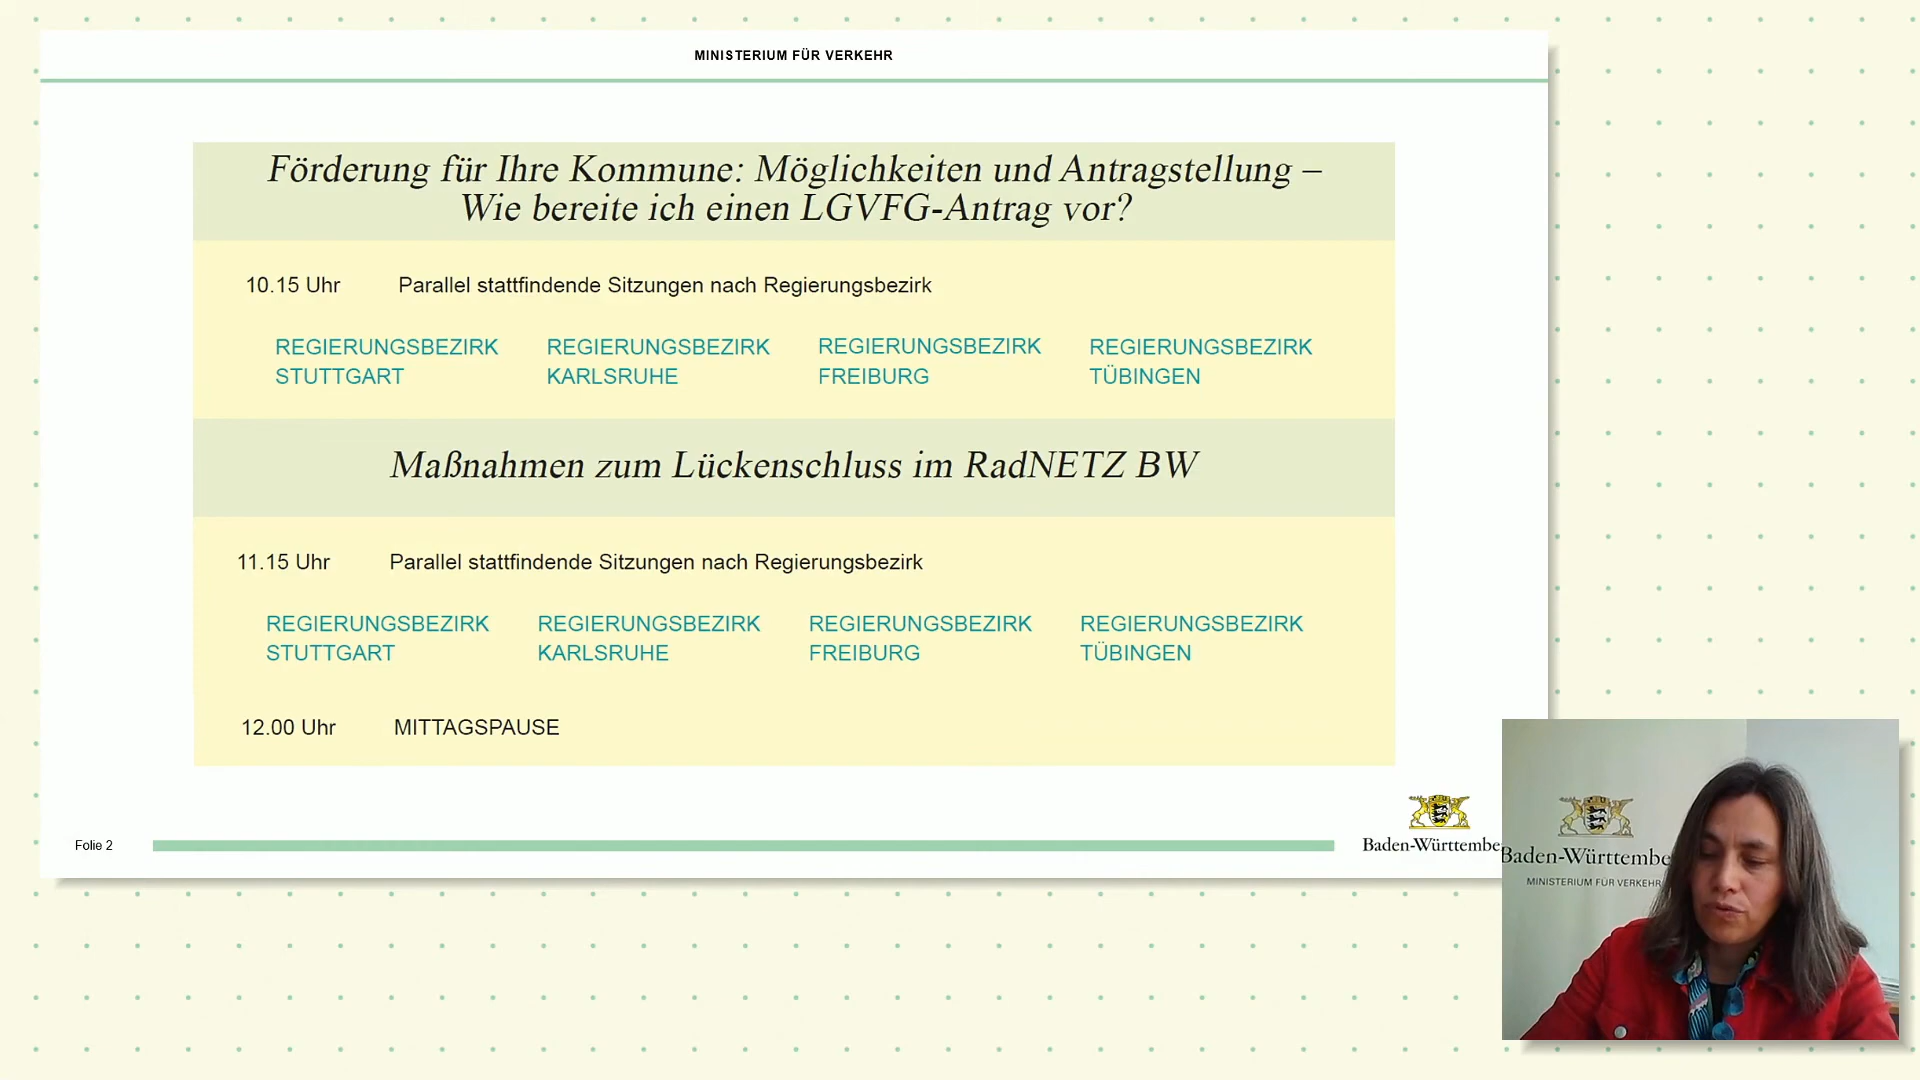 MINISTERIUM FÜR VERKEHR
Förderung für Ihre Kommune: Möglichkeiten und Antragstellung –
Wie bereite ich einen LGVFG-Antrag vor?
10.15 Uhr Parallel stattfindende Sitzungen nach Regierungsbezirk
REGIERUNGSBEZIRK REGIERUNGSBEZIRK REGIERUNGSBEZIRK REGIERUNGSBEZIRK
STUTTGART KARLSRUHE FREIBURG TÜBINGEN
Maßnahmen zum Lückenschluss im RadNETZ BW
11.15 Uhr Parallel stattfindende Sitzungen nach Regierungsbezirk
REGIERUNGSBEZIRK REGIERUNGSBEZIRK REGIERUNGSBEZIRK REGIERUNGSBEZIRK
STUTTGART KARLSRUHE FREIBURG TÜBINGEN
12.00 Uhr MITTAGSPAUSE
Folie 2
Baden-Württembe
Baden-Württembe
MINISTERIUM FÜR VERKEHR